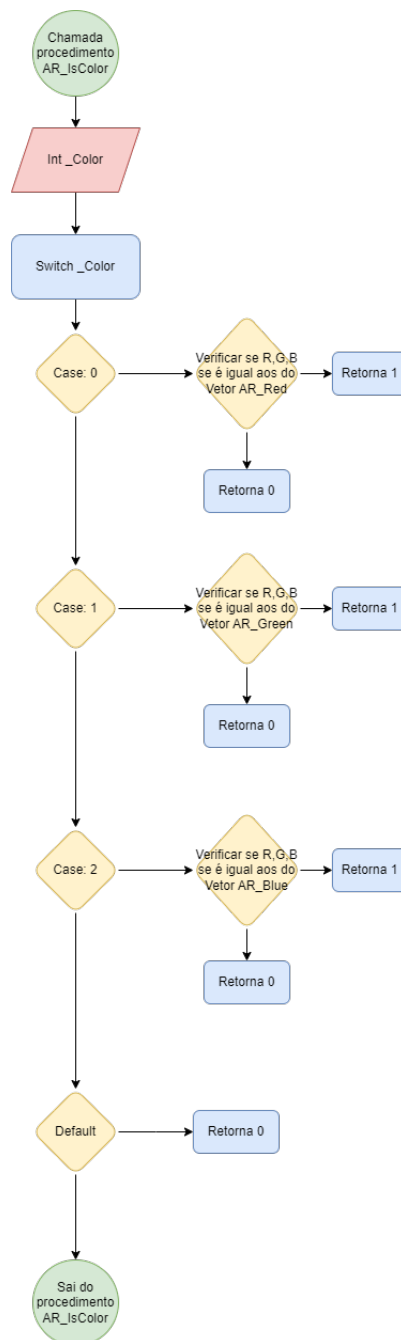 Chamada
procedimento
AR_IsColor
Int _Color
Switch _Color
Case: 0
Verificar se R,G,B
se é igual aos do
Vetor AR_Red
Retorna 1
Retorna 0
Case: 1
Verificar se R,G,B
se é igual aos do
Vetor AR_Green
Retorna 1
Retorna 0
Case: 2
Verificar se R,G,B
se é igual aos do
Vetor AR_Blue
Retorna 1
Retorna 0
Default
Retorna 0
Sai do
procedimento
AR_IsColor